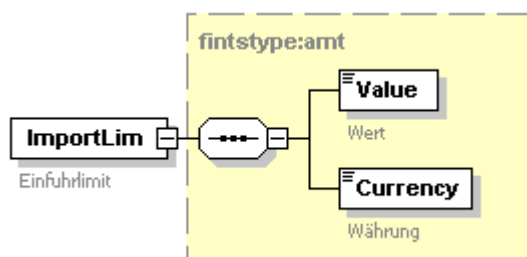 fintstype:amt
Value
Wert
ImportLim
Einfuhrlimit
Currency
Währung